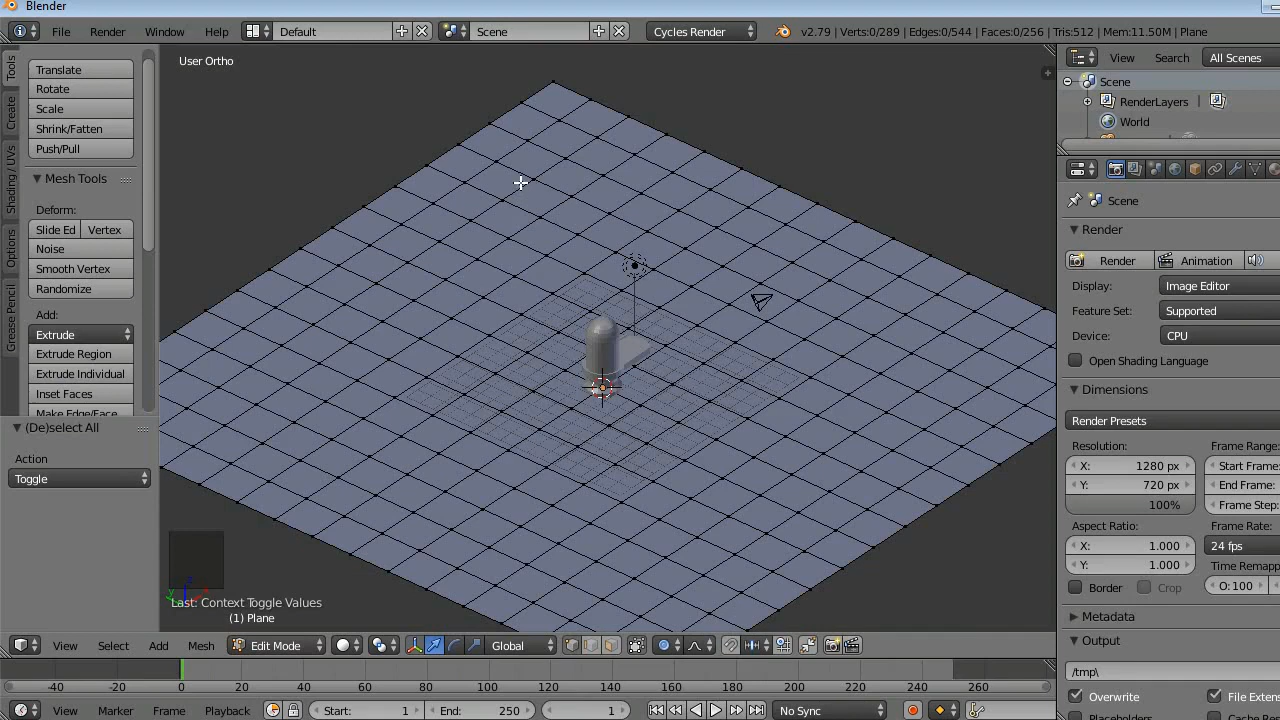 Blender
File Render Window Help Default Scene Cycles Render v2.79 | Verts:0/289 | Edges:0/544 | Faces:0/256 | Tris:512 | Mem:11.50M | Plane
Tools
Create
Shading / UVs
Options
Grease Pencil
Translate
Rotate
Scale
Shrink/Fatten
Push/Pull
Mesh Tools
Deform:
Slide Ed Vertex
Noise
Smooth Vertex
Randomize
Add:
Extrude
Extrude Region
Extrude Individual
Inset Faces
Make Edge/Face
(De)select All
Action
Toggle
User Ortho
Last: Context Toggle Values
(1) Plane
View Select Add Mesh Edit Mode Global
-40 -20 0 20 40 60 80 100 120 140 160 180 200 220 240 260
View Marker Frame Playback Start: 1 End: 250 1 No Sync
View Search All Scenes
Scene
RenderLayers |
World
Scene
Render
Render Animation
Display: Image Editor
Feature Set: Supported
Device: CPU
Open Shading Language
Dimensions
Render Presets
Resolution: Frame Range:
X: 1280 px Start Frame:
Y: 720 px End Frame:
100% Frame Step:
Aspect Ratio: Frame Rate:
X: 1.000 24 fps
Y: 1.000 Time Remapp
Border Crop O:100
Metadata
Output
/tmp\
Overwrite File Extens
Placeholders